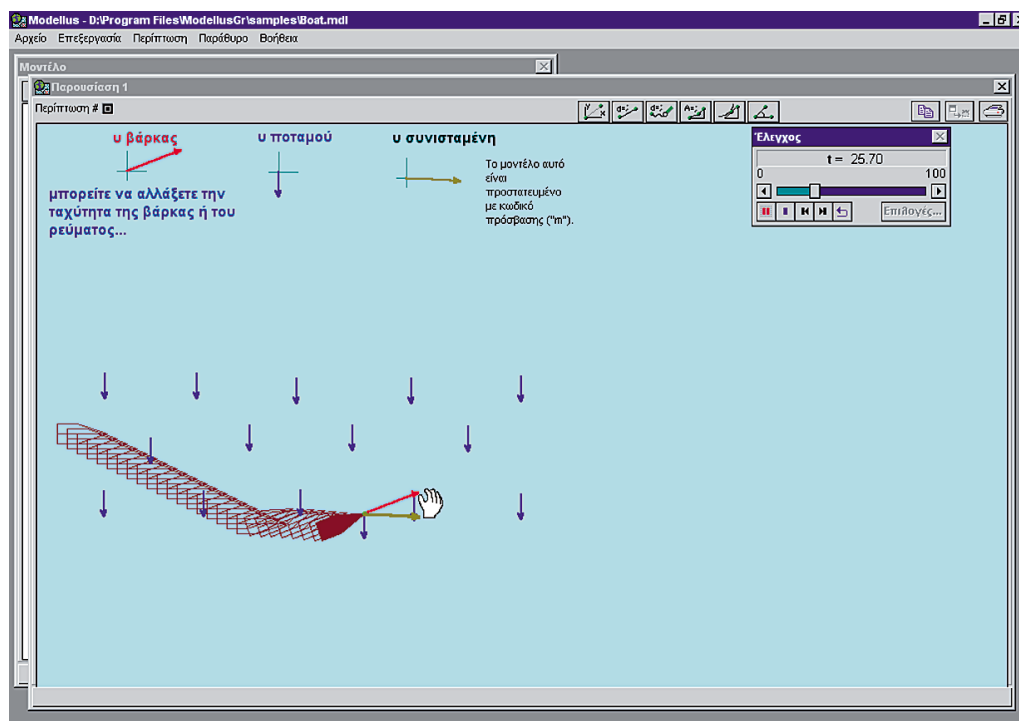 Modellus - D:\Program Files\ModellusGr\samples\Boat.mdl
Αρχείο Επεξεργασία Περίπτωση Παράθυρο Βοήθεια
Μοντέλο
Παρουσίαση 1
Περίπτωση #
υ βάρκας
υ ποταμού
υ συνισταμένη
μπορείτε να αλλάξετε την
ταχύτητα της βάρκας ή του
ρεύματος...
Το μοντέλο αυτό
είναι
προστατευμένο
με κωδικό
πρόσβασης ("m").
Έλεγχος
t = 25.70
0 100
Επιλογές...